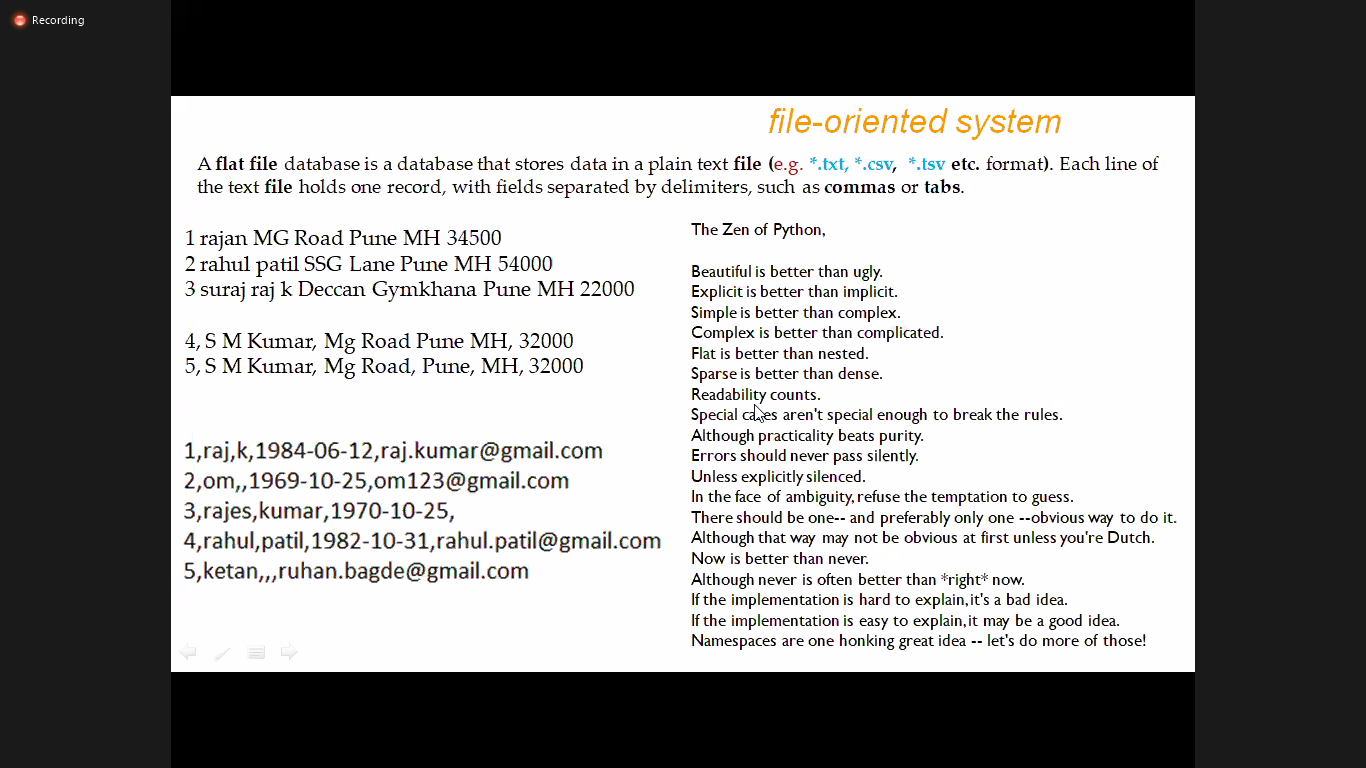 Recording
file-oriented system
A flat file database is a database that stores data in a plain text file (e.g. *.txt, *.csv, *.tsv etc. format). Each line of
the text file holds one record, with fields separated by delimiters, such as commas or tabs.
1 rajan MG Road Pune MH 34500
2 rahul patil SSG Lane Pune MH 54000
3 suraj raj k Deccan Gymkhana Pune MH 22000
4, S M Kumar, Mg Road Pune MH, 32000
5, S M Kumar, Mg Road, Pune, MH, 32000
1,raj,k,1984-06-12,raj.kumar@gmail.com
2,om,,1969-10-25,om123@gmail.com
3,rajes,kumar,1970-10-25,
4,rahul,patil,1982-10-31,rahul.patil@gmail.com
5,ketan,,,ruhan.bagde@gmail.com
The Zen of Python,
Beautiful is better than ugly.
Explicit is better than implicit.
Simple is better than complex.
Complex is better than complicated.
Flat is better than nested.
Sparse is better than dense.
Readability counts.
Special cases aren't special enough to break the rules.
Although practicality beats purity.
Errors should never pass silently.
Unless explicitly silenced.
In the face of ambiguity, refuse the temptation to guess.
There should be one-- and preferably only one --obvious way to do it.
Although that way may not be obvious at first unless you're Dutch.
Now is better than never.
Although never is often better than *right* now.
If the implementation is hard to explain, it's a bad idea.
If the implementation is easy to explain, it may be a good idea.
Namespaces are one honking great idea -- let's do more of those!